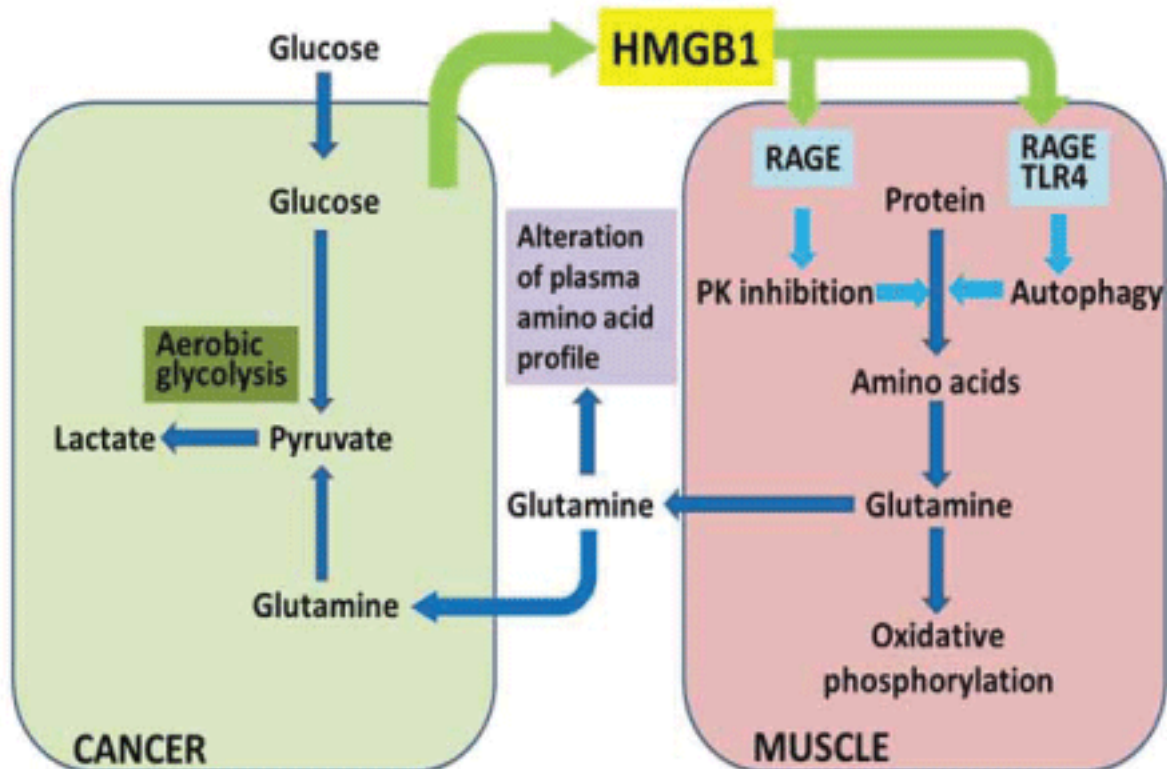 Glucose
HMGB1
Glucose
RAGE
RAGE
TLR4
Protein
Alteration
of plasma
amino acid
profile
PK inhibition
Autophagy
Aerobic
glycolysis
Amino acids
Lactate
Pyruvate
Glutamine
Glutamine
Glutamine
Oxidative
phosphorylation
CANCER
MUSCLE